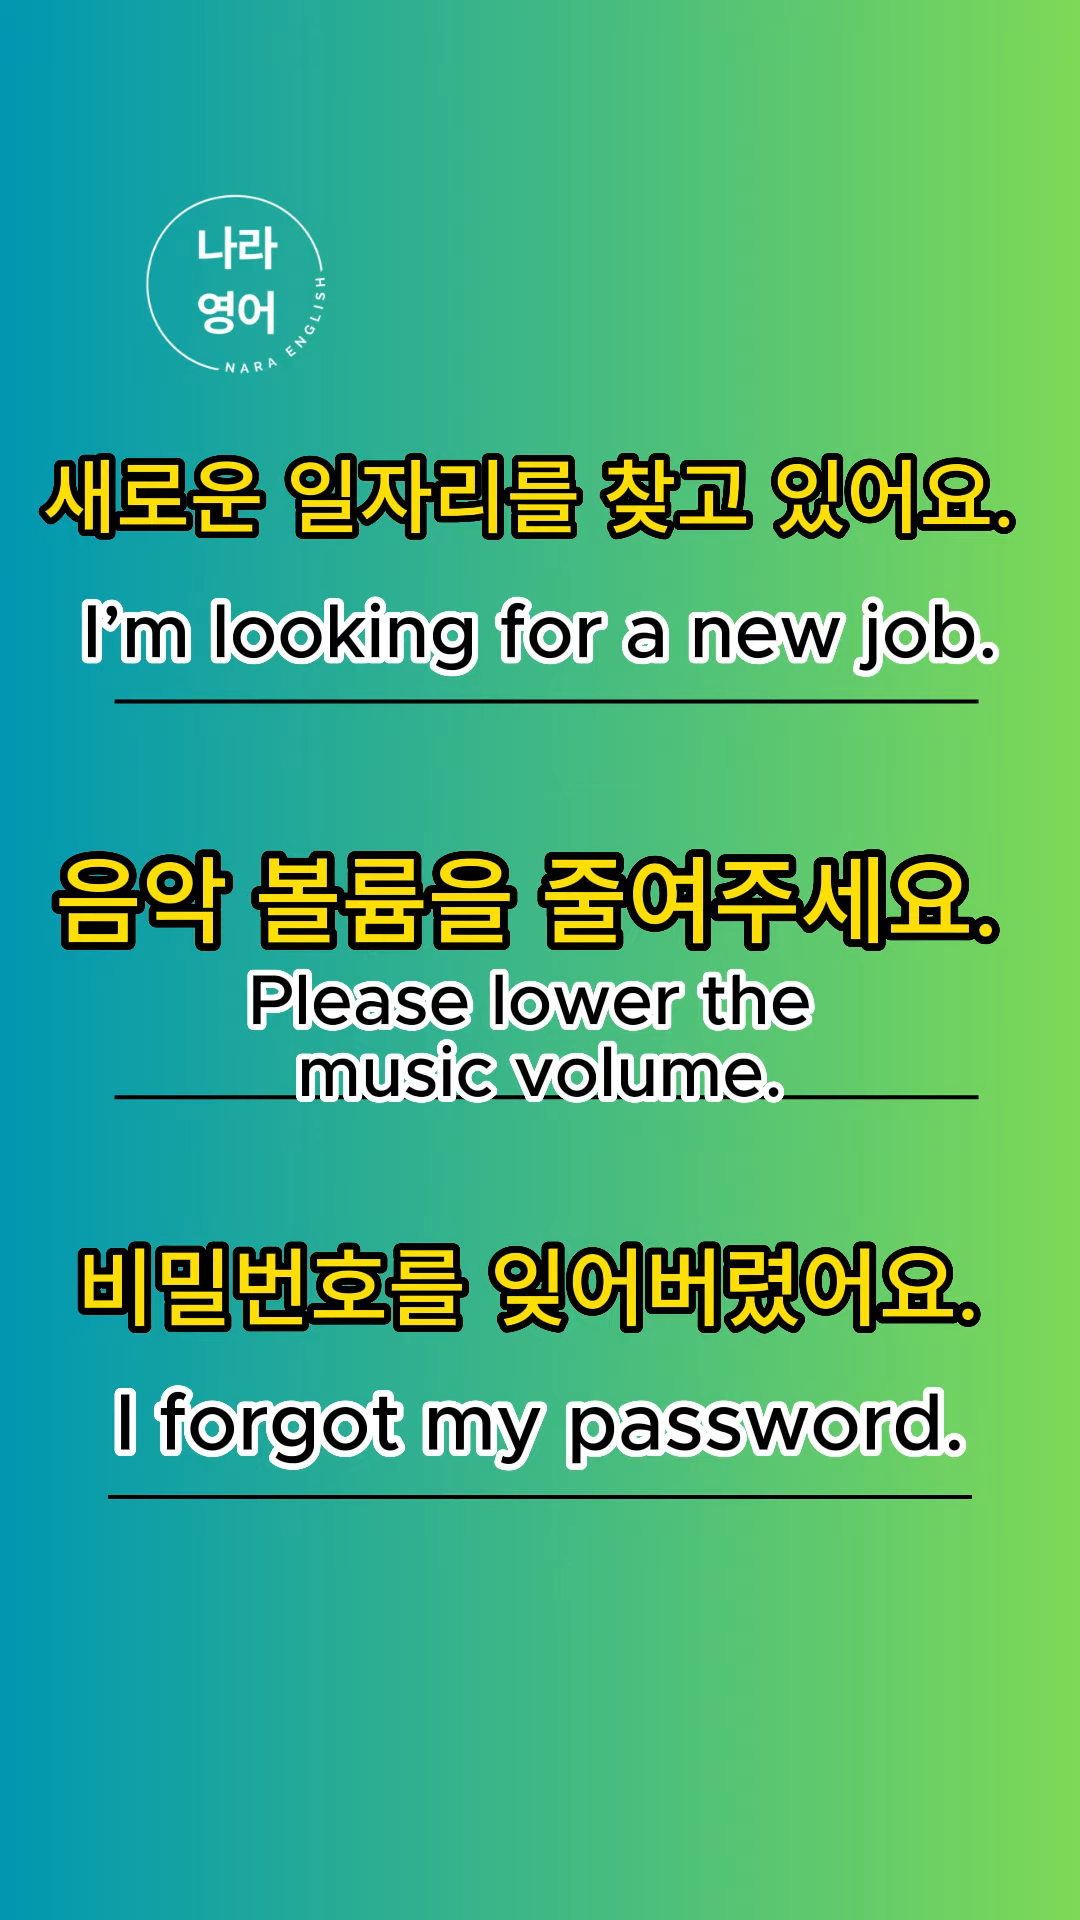 나라
영어
NARA ENGLISH
새로운 일자리를 찾고 있어요.
I’m looking for a new job.
음악 볼륨을 줄여주세요.
Please lower the
music volume.
비밀번호를 잊어버렸어요.
I forgot my password.